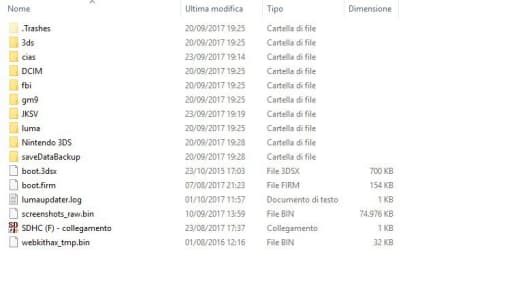 Nome Ultima modifica Tipo Dimensione
.Trashes 20/09/2017 19:25 Cartella di file
3ds 20/09/2017 19:25 Cartella di file
cias 23/09/2017 19:14 Cartella di file
DCIM 20/09/2017 19:25 Cartella di file
fbi 20/09/2017 19:25 Cartella di file
gm9 20/09/2017 19:25 Cartella di file
JKSV 23/09/2017 19:19 Cartella di file
luma 20/09/2017 19:25 Cartella di file
Nintendo 3DS 20/09/2017 19:28 Cartella di file
saveDataBackup 20/09/2017 19:28 Cartella di file
boot.3dsx 23/10/2015 17:03 File 3DSX 700 KB
boot.firm 07/08/2017 21:23 File FIRM 154 KB
lumaupdater.log 01/10/2017 11:57 Documento di testo 1 KB
screenshots_raw.bin 10/09/2017 13:59 File BIN 74.976 KB
SDHC (F) - collegamento 23/08/2017 17:37 Collegamento 1 KB
webkithax_tmp.bin 01/08/2016 12:16 File BIN 32 KB